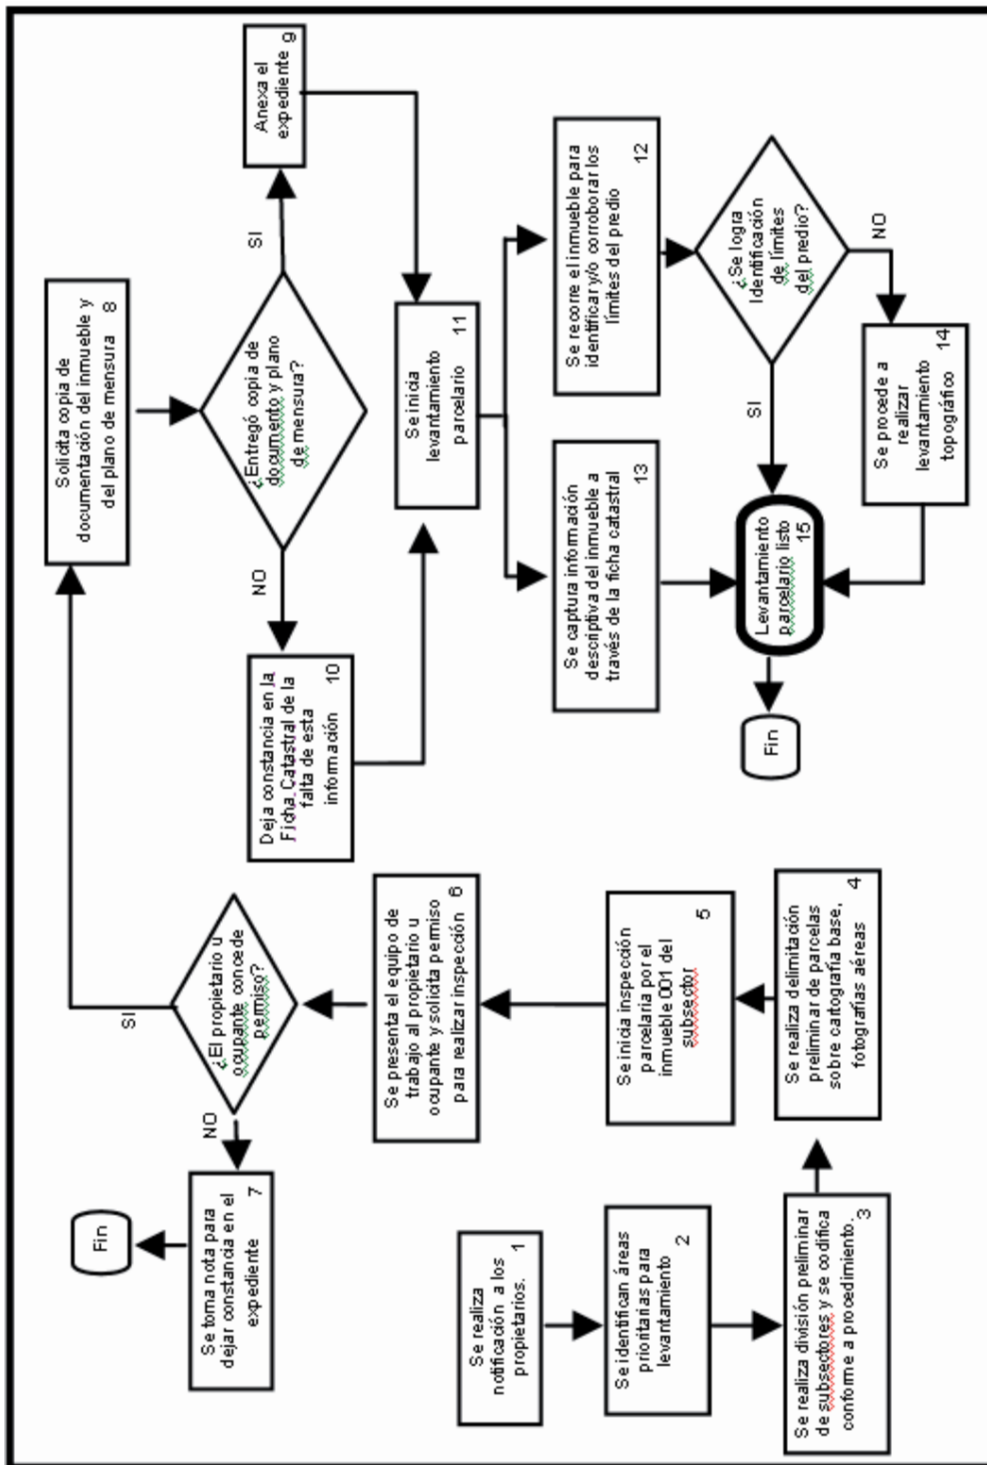 Se realiza
notificación a los
propietarios. 1
Se identifican áreas
prioritarias para
levantamiento 2
Se realiza división preliminar
de subsectores y se codifica
conforme a procedimiento. 3
Se realiza delimitación
preliminar de parcelas
sobre cartografía base,
fotografías aéreas 4
Se inicia inspección
parcelaria por el
inmueble 001 del
subsector 5
Se presenta el equipo de
trabajo al propietario u
ocupante y solicita permiso
para realizar inspección 6
¿El propietario u
ocupante concede
permiso?
NO
SI
Se toma nota para
dejar constancia en el
expediente 7
Fin
Solicita copia de
documentación del inmueble y
del plano de mensura 8
¿Entregó copia de
documento y plano
de mensura?
SI
NO
Anexa el
expediente 9
Deja constancia en la
Ficha Catastral de la
falta de esta
información 10
Se inicia
levantamiento
parcelario 11
Se recorre el inmueble para
identificar y/o corroborar los
límites del predio 12
Se captura información
descriptiva del inmueble a
través de la ficha catastral 13
¿Se logra
Identificación
de límites
del predio?
SI
NO
Se procede a
realizar
levantamiento
topográfico 14
Levantamiento
parcelario listo
15
Fin